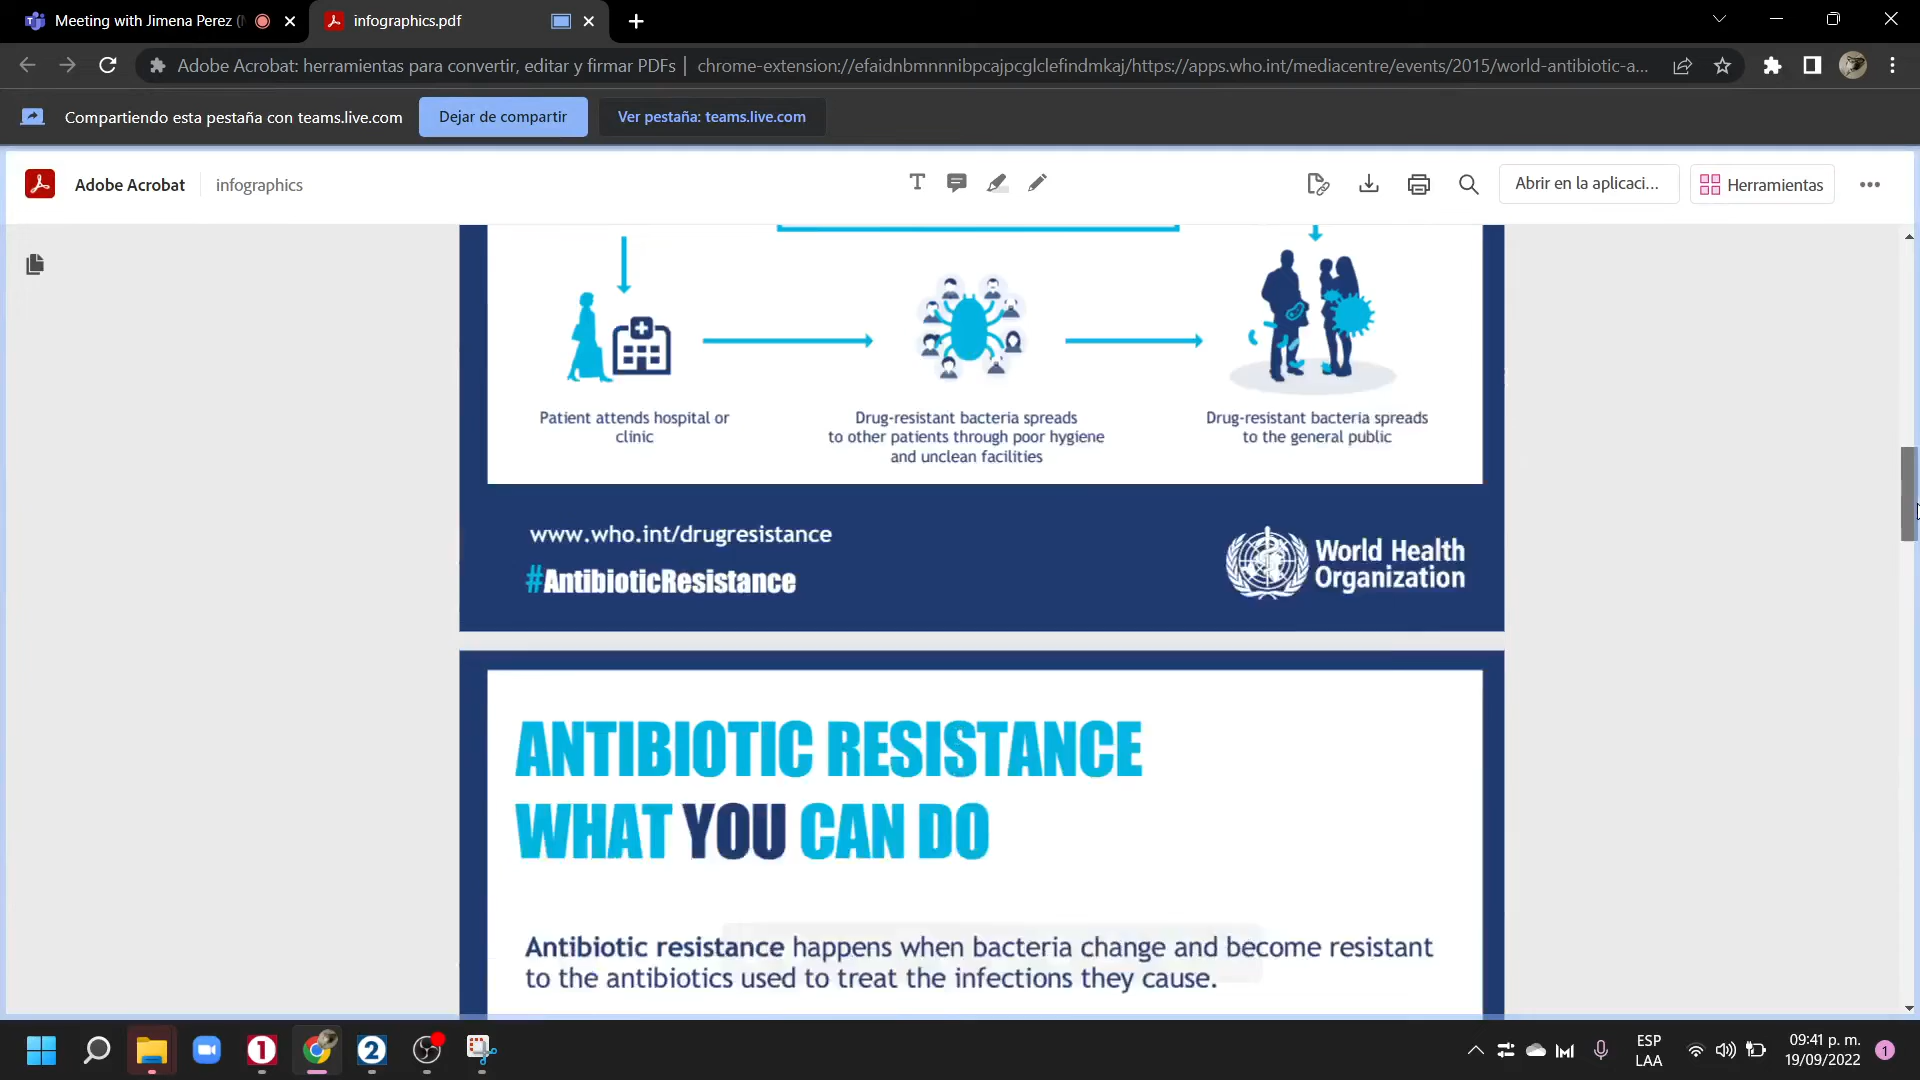 Meeting with Jimena Perez (
infographics.pdf
Adobe Acrobat: herramientas para convertir, editar y firmar PDFs
chrome-extension://efaidnbmnnnibpcajpcglclefindmkaj/https://apps.who.int/mediacentre/events/2015/world-antibiotic-a...
Compartiendo esta pestaña con teams.live.com
Dejar de compartir
Ver pestaña: teams.live.com
Adobe Acrobat
infographics
Abrir en la aplicaci...
Herramientas
Patient attends hospital or
clinic
Drug-resistant bacteria spreads
to other patients through poor hygiene
and unclean facilities
Drug-resistant bacteria spreads
to the general public
www.who.int/drugresistance
#AntibioticResistance
World Health
Organization
ANTIBIOTIC RESISTANCE
WHAT YOU CAN DO
Antibiotic resistance happens when bacteria change and become resistant
to the antibiotics used to treat the infections they cause.
1
2
ESP
LAA
09:41 p. m.
19/09/2022
1